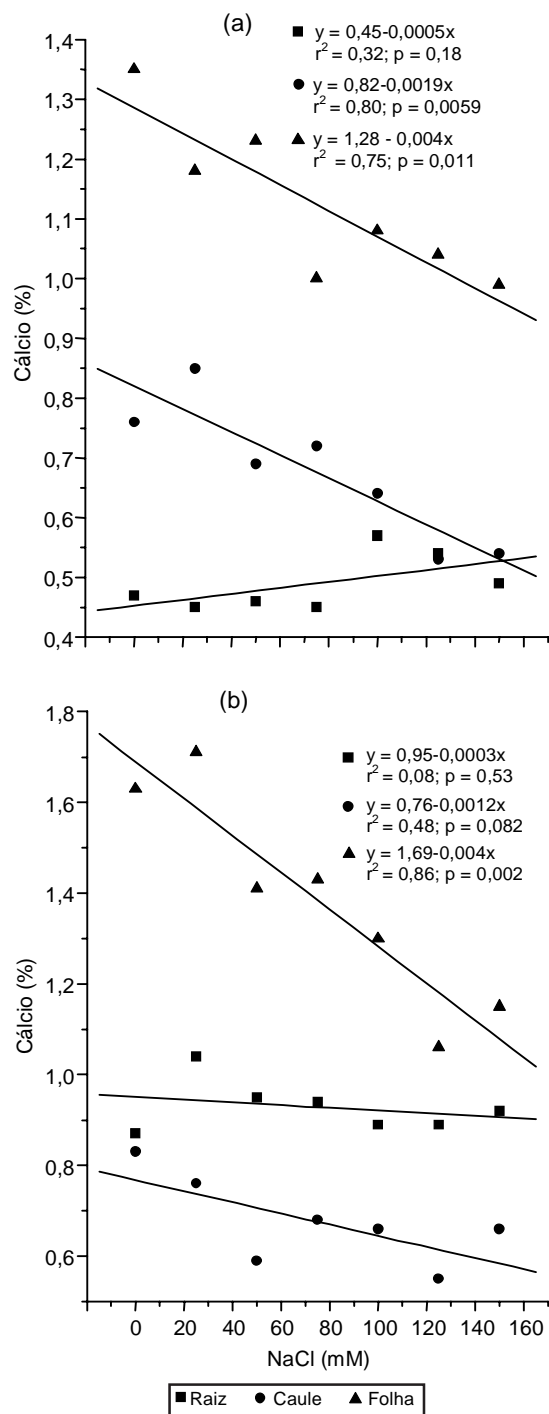 (a)
y = 0,45-0,0005x
r² = 0,32; p = 0,18
y = 0,82-0,0019x
r² = 0,80; p = 0,0059
y = 1,28 - 0,004x
r² = 0,75; p = 0,011
1,4
1,3
1,2
1,1
1,0
0,9
0,8
0,7
0,6
0,5
0,4
Cálcio (%)
(b)
y = 0,95-0,0003x
r² = 0,08; p = 0,53
y = 0,76-0,0012x
r² = 0,48; p = 0,082
y = 1,69-0,004x
r² = 0,86; p = 0,002
1,8
1,6
1,4
1,2
1,0
0,8
0,6
Cálcio (%)
0 20 40 60 80 100 120 140 160
NaCl (mM)
Raiz Caule Folha